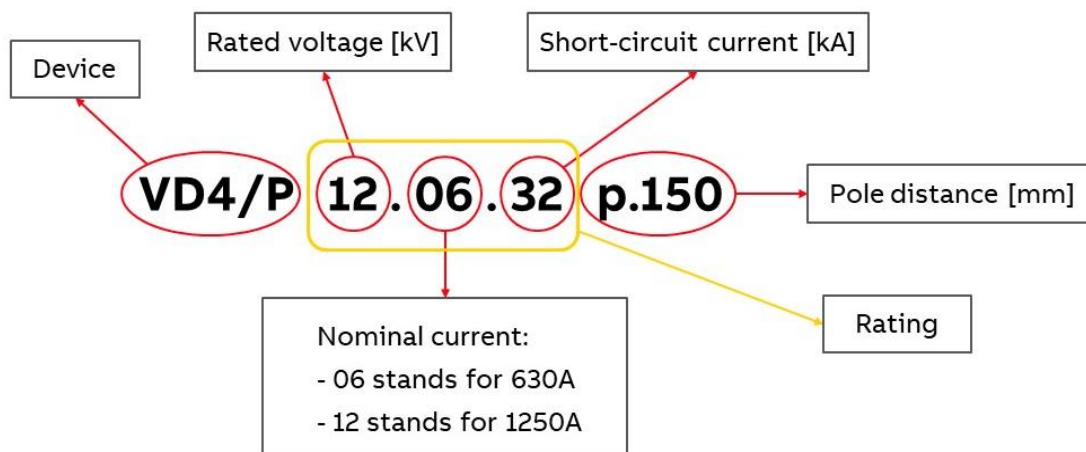 Rated voltage [kV]
Short-circuit current [kA]
Device
VD4/P 12.06.32 p.150
Pole distance [mm]
Rating
Nominal current:
- 06 stands for 630A
- 12 stands for 1250A